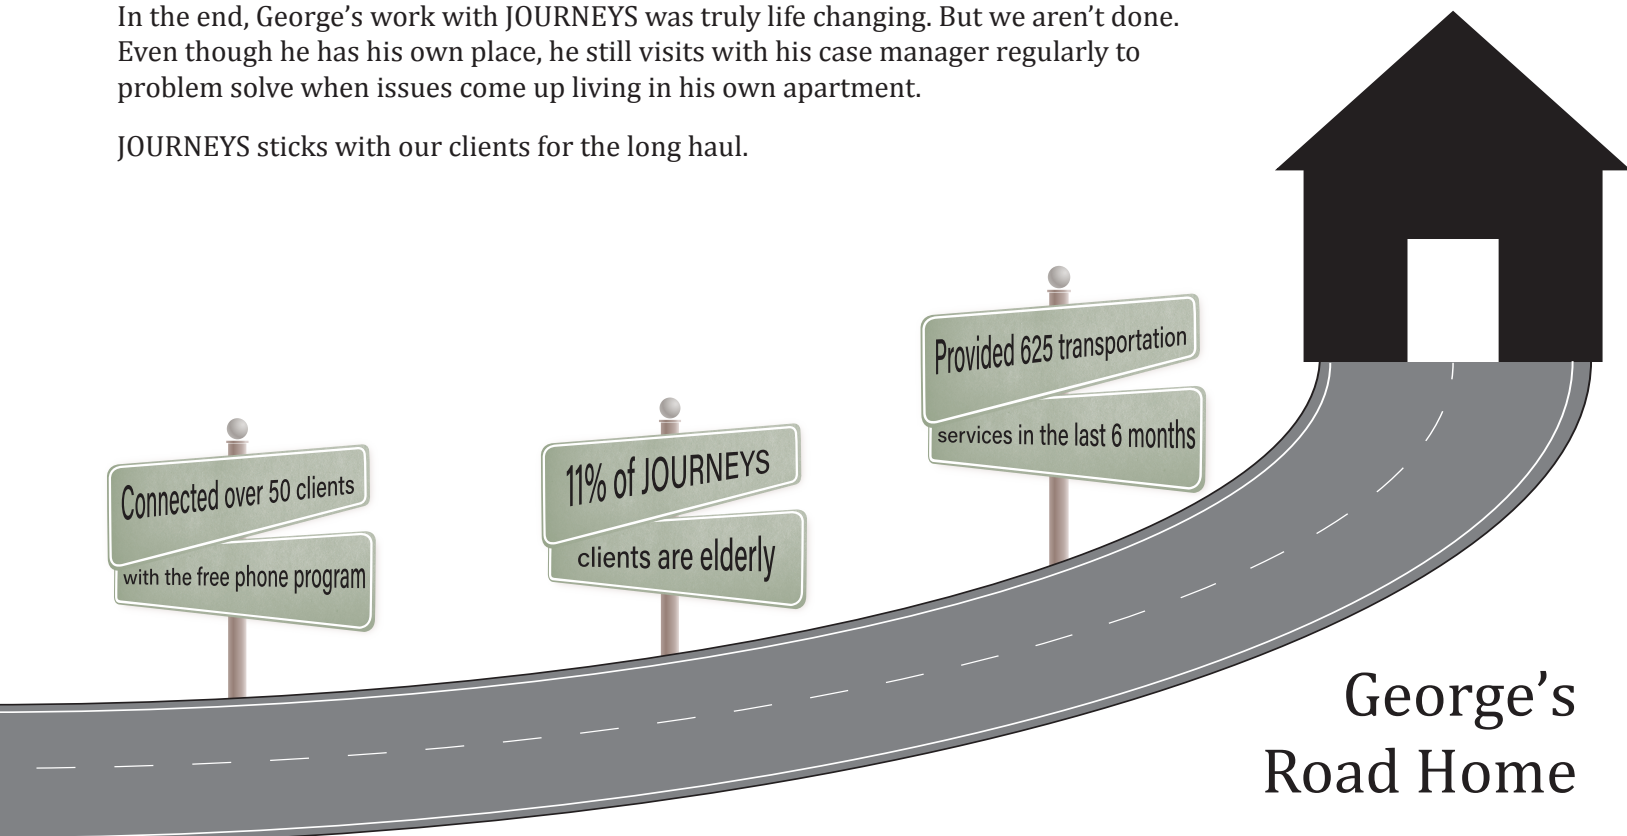 In the end, George’s work with JOURNEYS was truly life changing. But we aren’t done.
Even though he has his own place, he still visits with his case manager regularly to
problem solve when issues come up living in his own apartment.
JOURNEYS sticks with our clients for the long haul.
Connected over 50 clients
with the free phone program
11% of JOURNEYS
clients are elderly
Provided 625 transportation
services in the last 6 months
George’s
Road Home